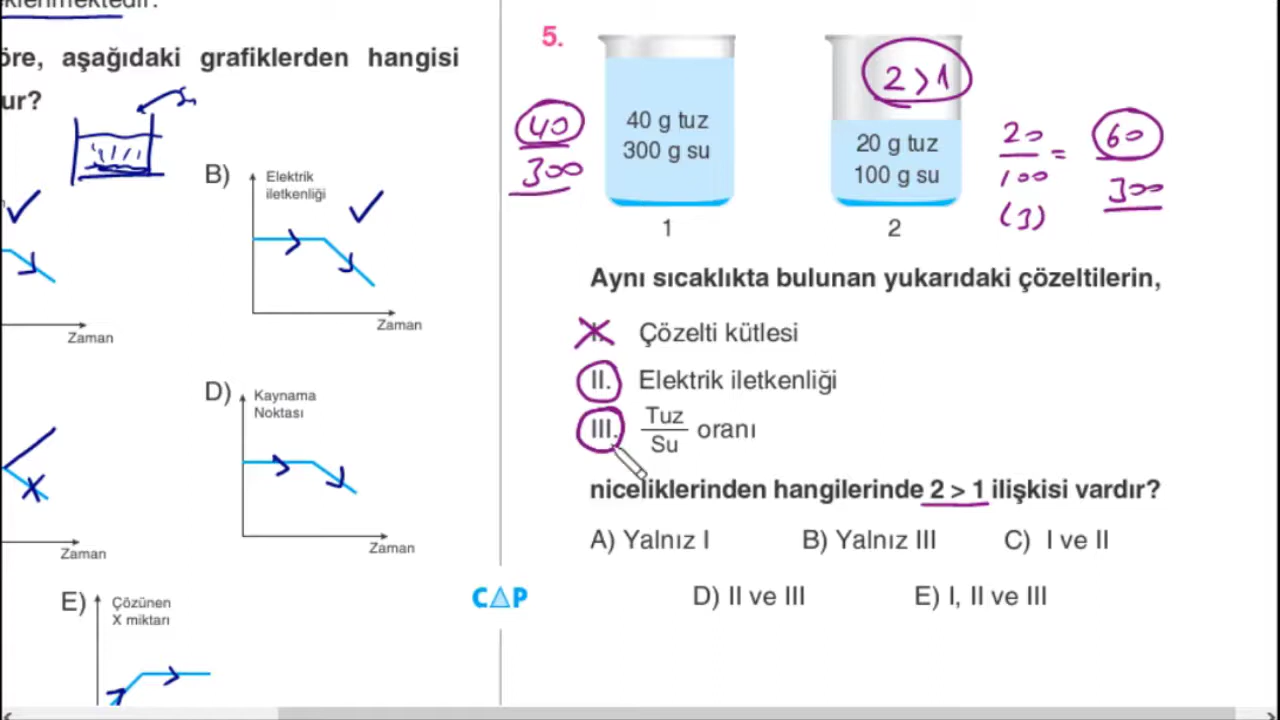 öre, aşağıdaki grafiklerden hangisi
ur?
B)
Elektrik
iletkenliği
Zaman
Zaman
D)
Kaynama
Noktası
Zaman
Zaman
E)
Çözünen
X miktarı
CAP
5.
40
300
40 g tuz
300 g su
1
2 > 1
20 g tuz
100 g su
2
20
100
(3)
=
60
300
Aynı sıcaklıkta bulunan yukarıdaki çözeltilerin,
I. Çözelti kütlesi
II. Elektrik iletkenliği
III. Tuz
Su
oranı
niceliklerinden hangilerinde 2 > 1 ilişkisi vardır?
A) Yalnız I B) Yalnız III C) I ve II
D) II ve III E) I, II ve III